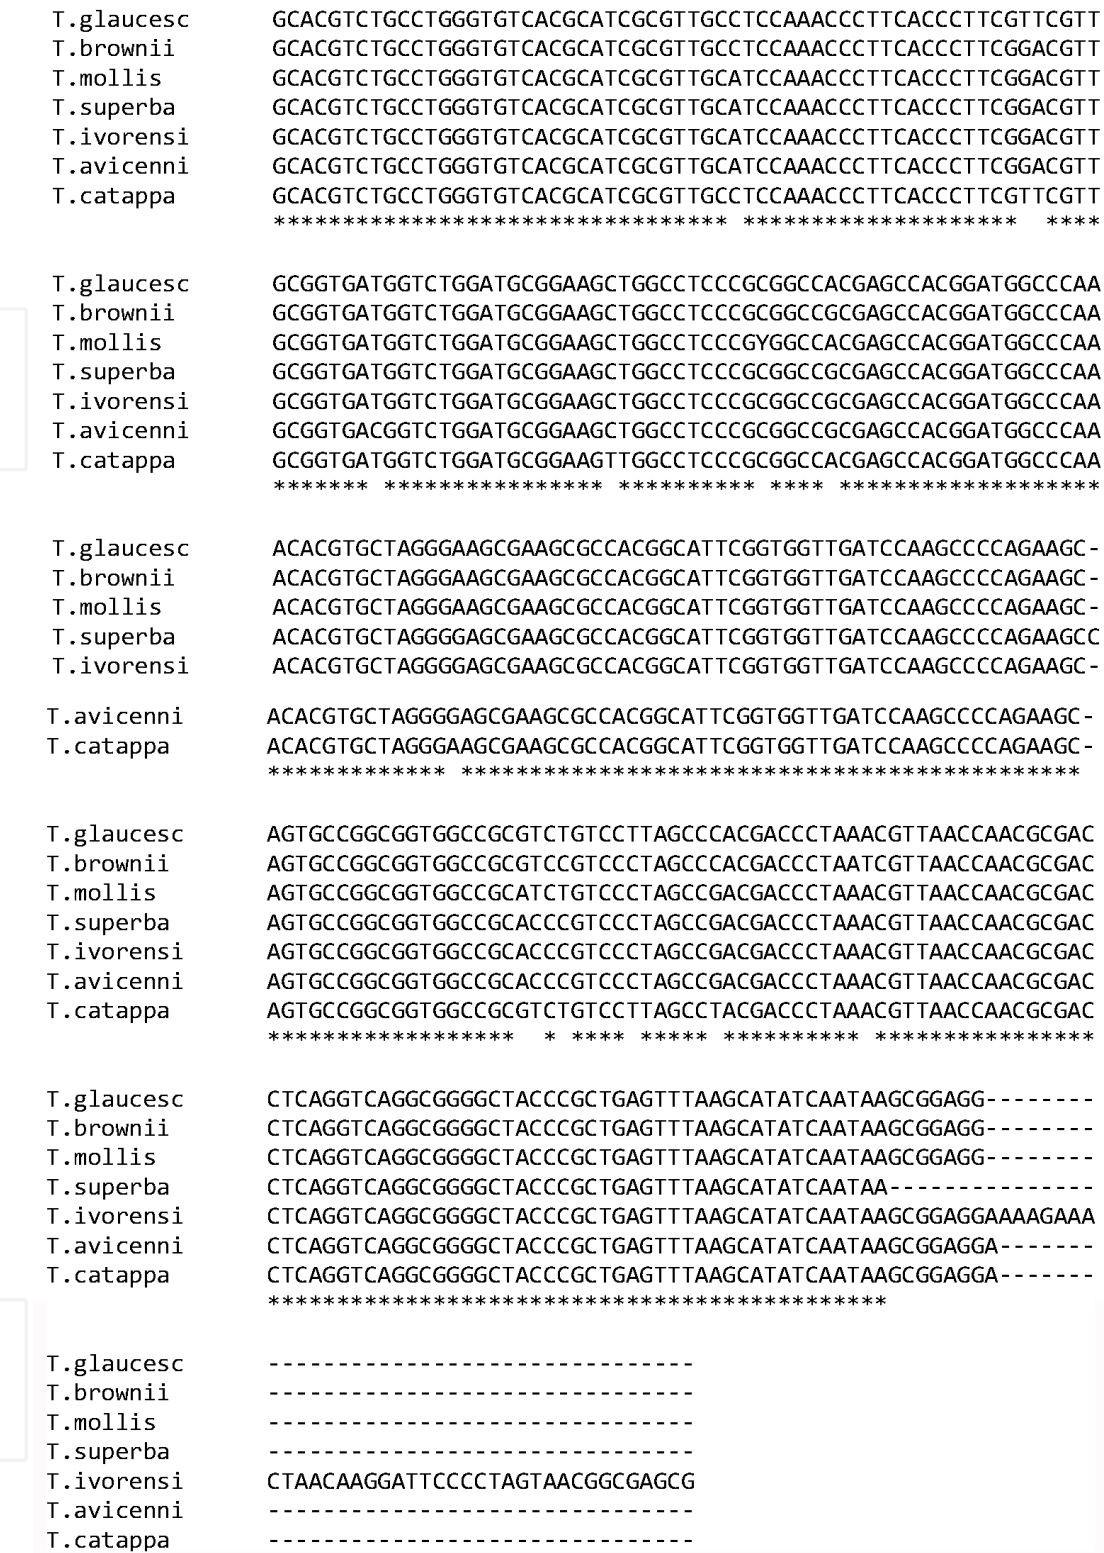 T.glaucesc GCACGTCTGCCTGGGTGTCACGCATCGCGTTGCCTCCAAACCCTTCACCCTTCGTTCGTT
T.brownii GCACGTCTGCCTGGGTGTCACGCATCGCGTTGCCTCCAAACCCTTCACCCTTCGGACGTT
T.mollis GCACGTCTGCCTGGGTGTCACGCATCGCGTTGCATCCAAACCCTTCACCCTTCGGACGTT
T.superba GCACGTCTGCCTGGGTGTCACGCATCGCGTTGCATCCAAACCCTTCACCCTTCGGACGTT
T.ivorensi GCACGTCTGCCTGGGTGTCACGCATCGCGTTGCATCCAAACCCTTCACCCTTCGGACGTT
T.avicenni GCACGTCTGCCTGGGTGTCACGCATCGCGTTGCATCCAAACCCTTCACCCTTCGGACGTT
T.catappa GCACGTCTGCCTGGGTGTCACGCATCGCGTTGCCTCCAAACCCTTCACCCTTCGTTCGTT
********************************* ******************** ****
T.glaucesc GCGGTGATGGTCTGGATGCGGAAGCTGGCCTCCCGCGGCCACGAGCCACGGATGGCCCAA
T.brownii GCGGTGATGGTCTGGATGCGGAAGCTGGCCTCCCGCGGCCGCGAGCCACGGATGGCCCAA
T.mollis GCGGTGATGGTCTGGATGCGGAAGCTGGCCTCCCGYGGCCACGAGCCACGGATGGCCCAA
T.superba GCGGTGATGGTCTGGATGCGGAAGCTGGCCTCCCGCGGCCGCGAGCCACGGATGGCCCAA
T.ivorensi GCGGTGATGGTCTGGATGCGGAAGCTGGCCTCCCGCGGCCGCGAGCCACGGATGGCCCAA
T.avicenni GCGGTGACGGTCTGGATGCGGAAGCTGGCCTCCCGCGGCCGCGAGCCACGGATGGCCCAA
T.catappa GCGGTGATGGTCTGGATGCGGAAGTTGGCCTCCCGCGGCCACGAGCCACGGATGGCCCAA
******* **************** ********** **** *******************
T.glaucesc ACACGTGCTAGGGAAGCGAAGCGCCACGGCATTCGGTGGTTGATCCAAGCCCCAGAAGC-
T.brownii ACACGTGCTAGGGAAGCGAAGCGCCACGGCATTCGGTGGTTGATCCAAGCCCCAGAAGC-
T.mollis ACACGTGCTAGGGAAGCGAAGCGCCACGGCATTCGGTGGTTGATCCAAGCCCCAGAAGC-
T.superba ACACGTGCTAGGGGAGCGAAGCGCCACGGCATTCGGTGGTTGATCCAAGCCCCAGAAGCC
T.ivorensi ACACGTGCTAGGGGAGCGAAGCGCCACGGCATTCGGTGGTTGATCCAAGCCCCAGAAGC-
T.avicenni ACACGTGCTAGGGGAGCGAAGCGCCACGGCATTCGGTGGTTGATCCAAGCCCCAGAAGC-
T.catappa ACACGTGCTAGGGAAGCGAAGCGCCACGGCATTCGGTGGTTGATCCAAGCCCCAGAAGC-
************* *********************************************
T.glaucesc AGTGCCGGCGGTGGCCGCGTCTGTCCTTAGCCCACGACCCTAAACGTTAACCAACGCGAC
T.brownii AGTGCCGGCGGTGGCCGCGTCCGTCCCTAGCCCACGACCCTAATCGTTAACCAACGCGAC
T.mollis AGTGCCGGCGGTGGCCGCATCTGTCCCTAGCCGACGACCCTAAACGTTAACCAACGCGAC
T.superba AGTGCCGGCGGTGGCCGCACCCGTCCCTAGCCGACGACCCTAAACGTTAACCAACGCGAC
T.ivorensi AGTGCCGGCGGTGGCCGCACCCGTCCCTAGCCGACGACCCTAAACGTTAACCAACGCGAC
T.avicenni AGTGCCGGCGGTGGCCGCACCCGTCCCTAGCCGACGACCCTAAACGTTAACCAACGCGAC
T.catappa AGTGCCGGCGGTGGCCGCGTCTGTCCTTAGCCTACGACCCTAAACGTTAACCAACGCGAC
****************** * **** ***** ********** ****************
T.glaucesc CTCAGGTCAGGCGGGGCTACCCGCTGAGTTTAAGCATATCAATAAGCGGAGG--------
T.brownii CTCAGGTCAGGCGGGGCTACCCGCTGAGTTTAAGCATATCAATAAGCGGAGG--------
T.mollis CTCAGGTCAGGCGGGGCTACCCGCTGAGTTTAAGCATATCAATAAGCGGAGG--------
T.superba CTCAGGTCAGGCGGGGCTACCCGCTGAGTTTAAGCATATCAATAA---------------
T.ivorensi CTCAGGTCAGGCGGGGCTACCCGCTGAGTTTAAGCATATCAATAAGCGGAGGAAAAGAAA
T.avicenni CTCAGGTCAGGCGGGGCTACCCGCTGAGTTTAAGCATATCAATAAGCGGAGGA-------
T.catappa CTCAGGTCAGGCGGGGCTACCCGCTGAGTTTAAGCATATCAATAAGCGGAGGA-------
*********************************************
T.glaucesc -------------------------------
T.brownii -------------------------------
T.mollis -------------------------------
T.superba -------------------------------
T.ivorensi CTAACAAGGATTCCCCTAGTAACGGCGAGCG
T.avicenni -------------------------------
T.catappa -------------------------------